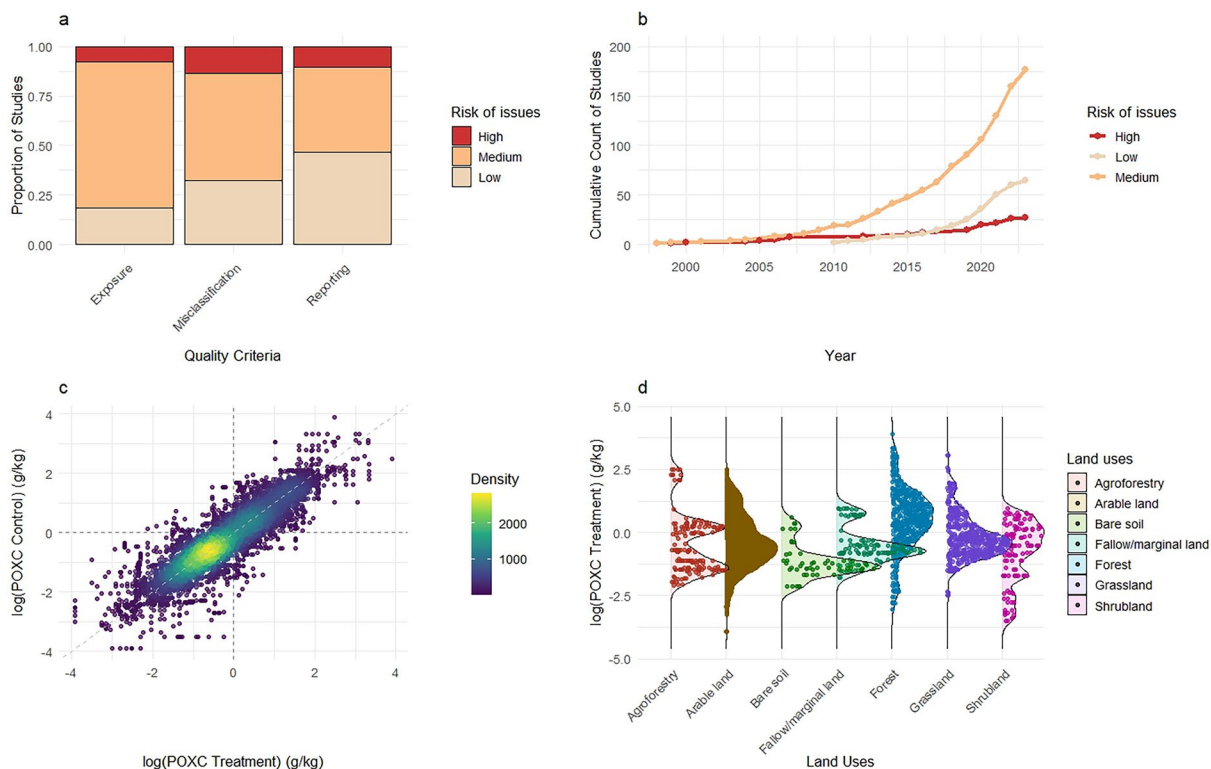 a
1.00
0.75
0.50
0.25
0.00
Proportion of Studies
Exposure
Misclassification
Reporting
Quality Criteria
Risk of issues
High
Medium
Low
b
200
150
100
50
0
Cumulative Count of Studies
2000
2005
2010
2015
2020
Year
Risk of issues
High
Low
Medium
c
4
2
0
-2
-4
log(POXC Control) (g/kg)
-4
-2
0
2
4
log(POXC Treatment) (g/kg)
Density
2000
1000
d
5.0
2.5
0.0
-2.5
-5.0
log(POXC Treatment) (g/kg)
Agroforestry
Arable land
Bare soil
Fallow/marginal land
Forest
Grassland
Shrubland
Land Uses
Land uses
Agroforestry
Arable land
Bare soil
Fallow/marginal land
Forest
Grassland
Shrubland